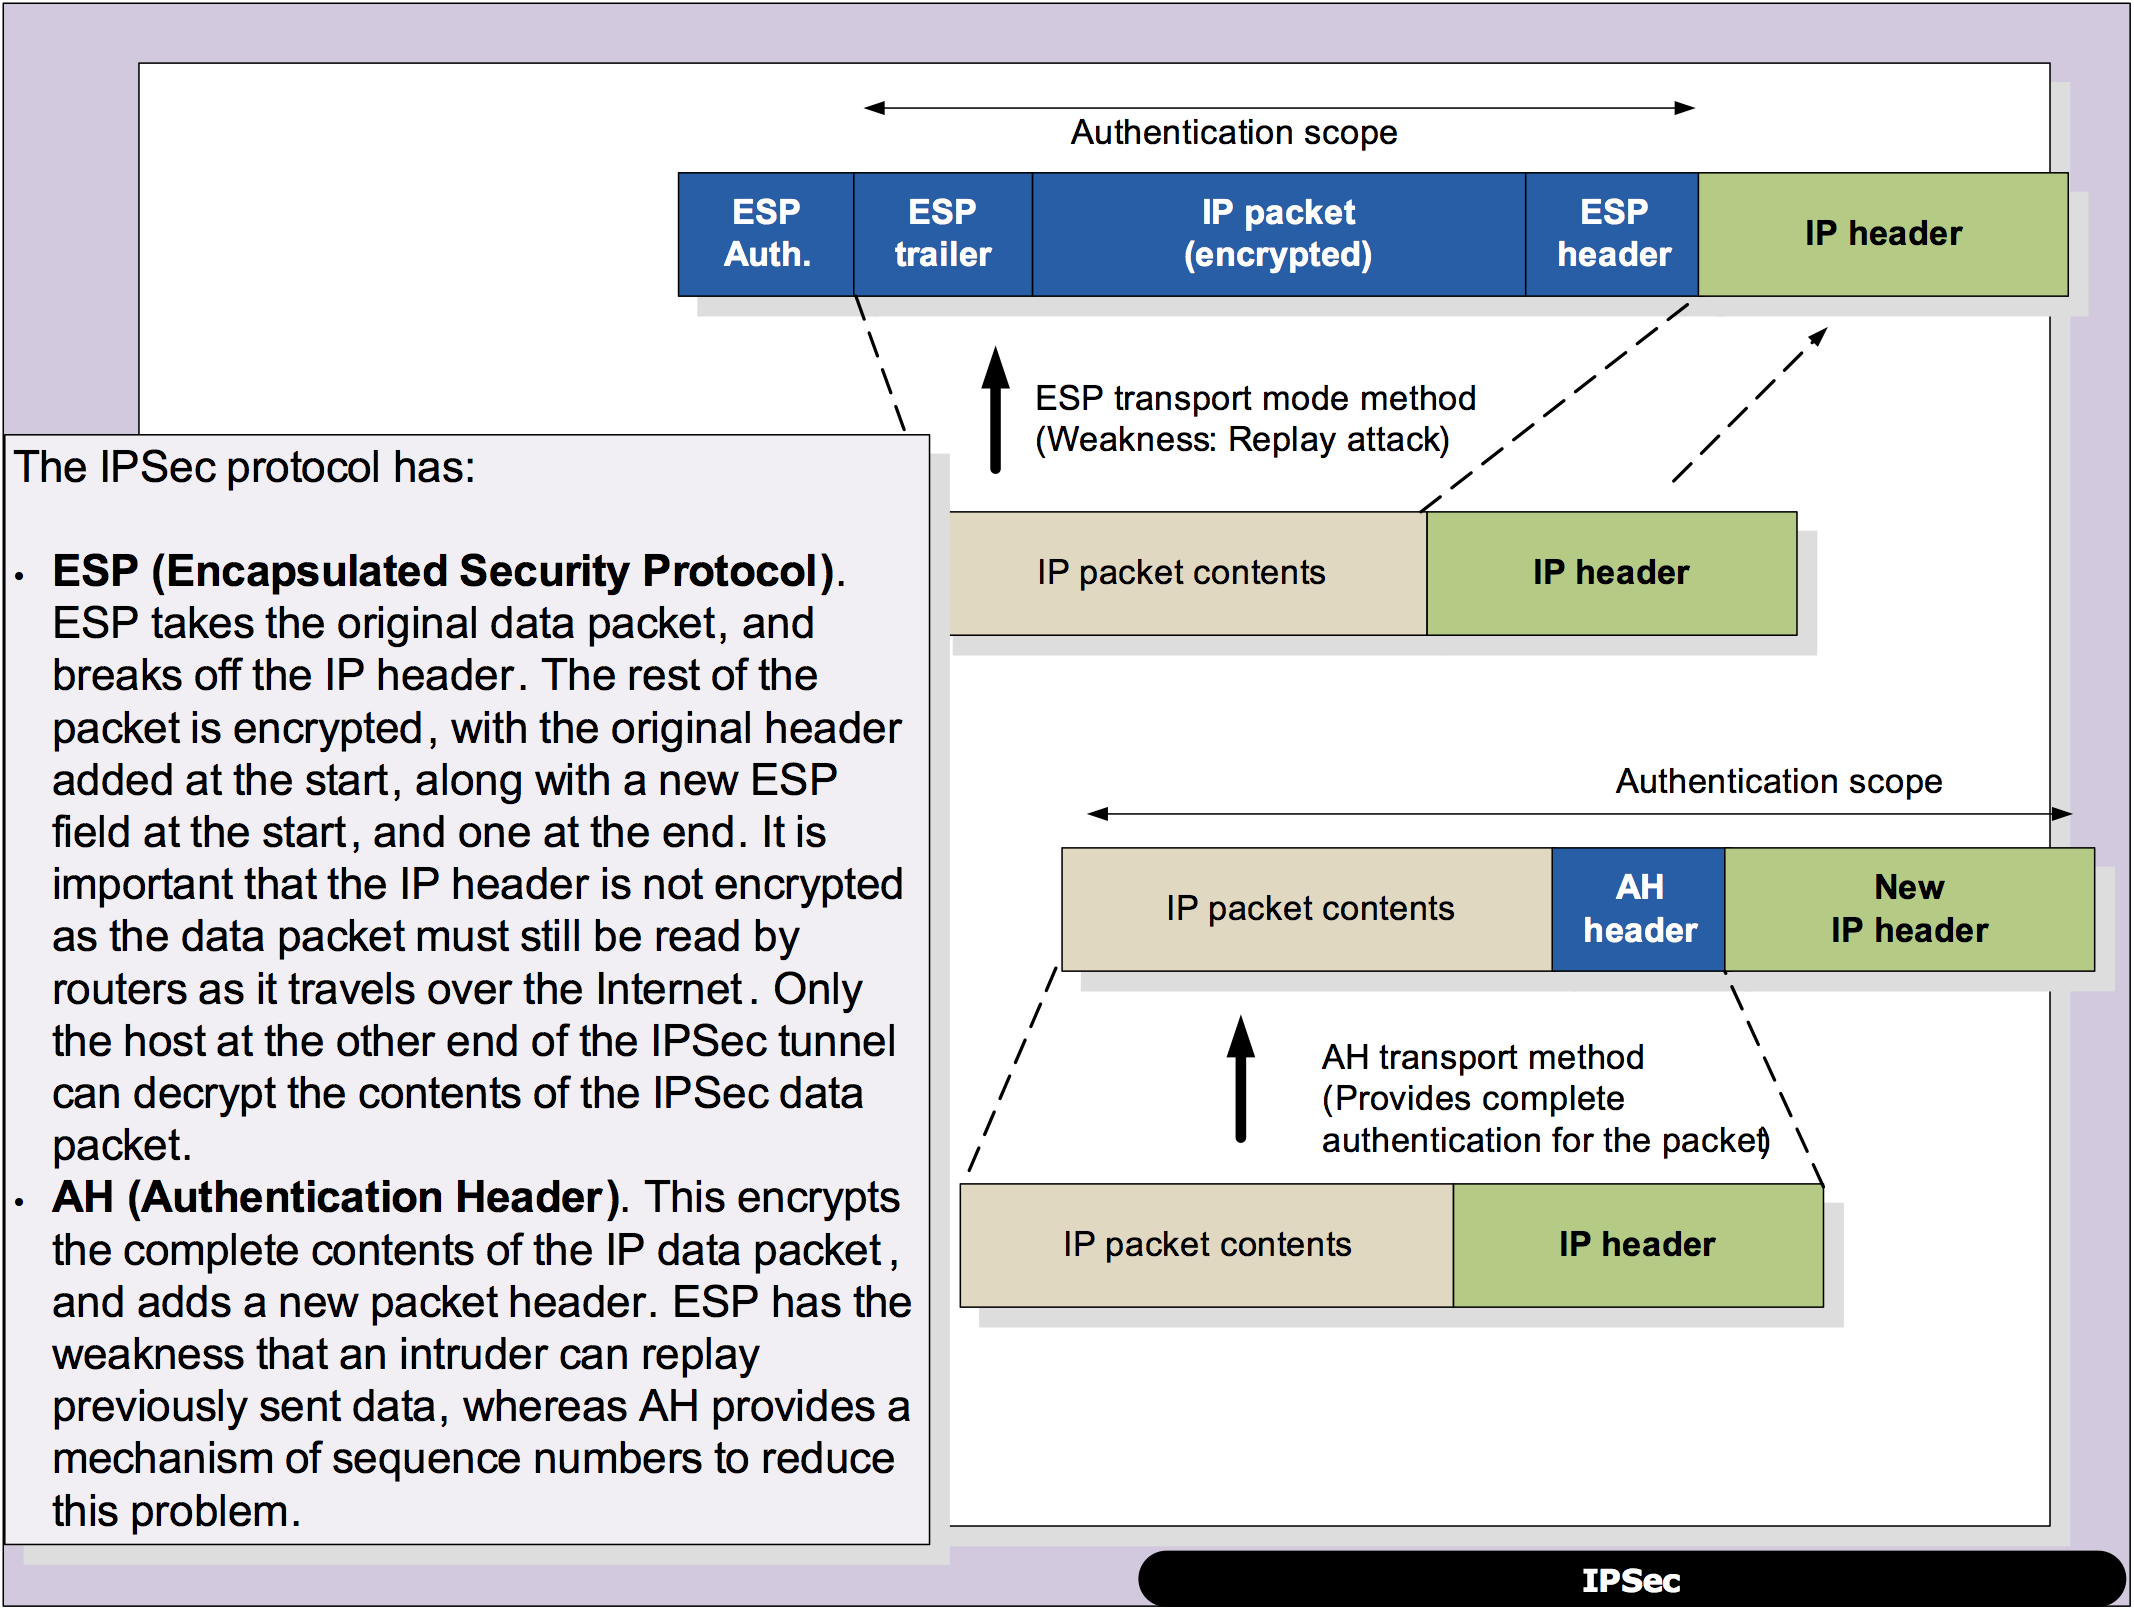 Authentication scope
ESP
Auth.
ESP
trailer
IP packet
(encrypted)
ESP
header
IP header
ESP transport mode method
(Weakness: Replay attack)
IP packet contents
IP header
The IPSec protocol has:
• ESP (Encapsulated Security Protocol).
ESP takes the original data packet, and
breaks off the IP header. The rest of the
packet is encrypted, with the original header
added at the start, along with a new ESP
field at the start, and one at the end. It is
important that the IP header is not encrypted
as the data packet must still be read by
routers as it travels over the Internet. Only
the host at the other end of the IPSec tunnel
can decrypt the contents of the IPSec data
packet.
• AH (Authentication Header). This encrypts
the complete contents of the IP data packet,
and adds a new packet header. ESP has the
weakness that an intruder can replay
previously sent data, whereas AH provides a
mechanism of sequence numbers to reduce
this problem.
Authentication scope
IP packet contents
AH
header
New
IP header
AH transport method
(Provides complete
authentication for the packet)
IP packet contents
IP header
IPSec